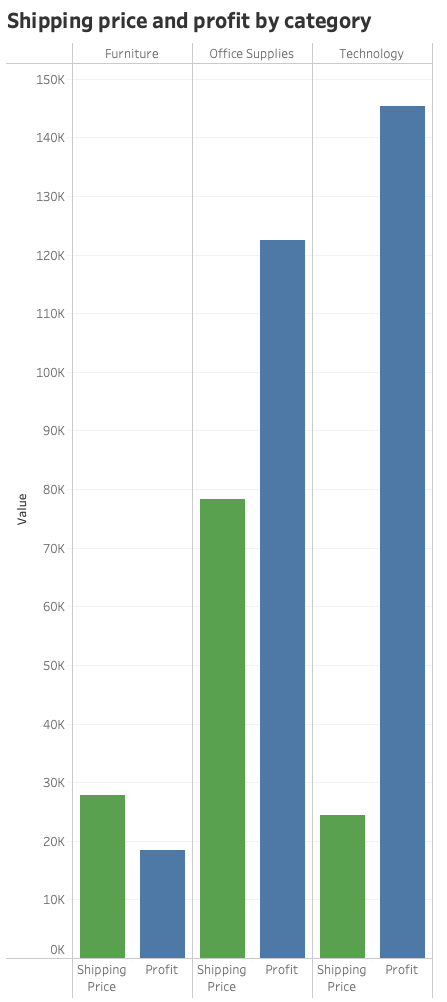 Shipping price and profit by category
Furniture Office Supplies Technology
150K
140K
130K
120K
110K
100K
90K
80K
70K
60K
50K
40K
30K
20K
10K
0K
Value
Shipping Price Profit Shipping Price Profit Shipping Price Profit